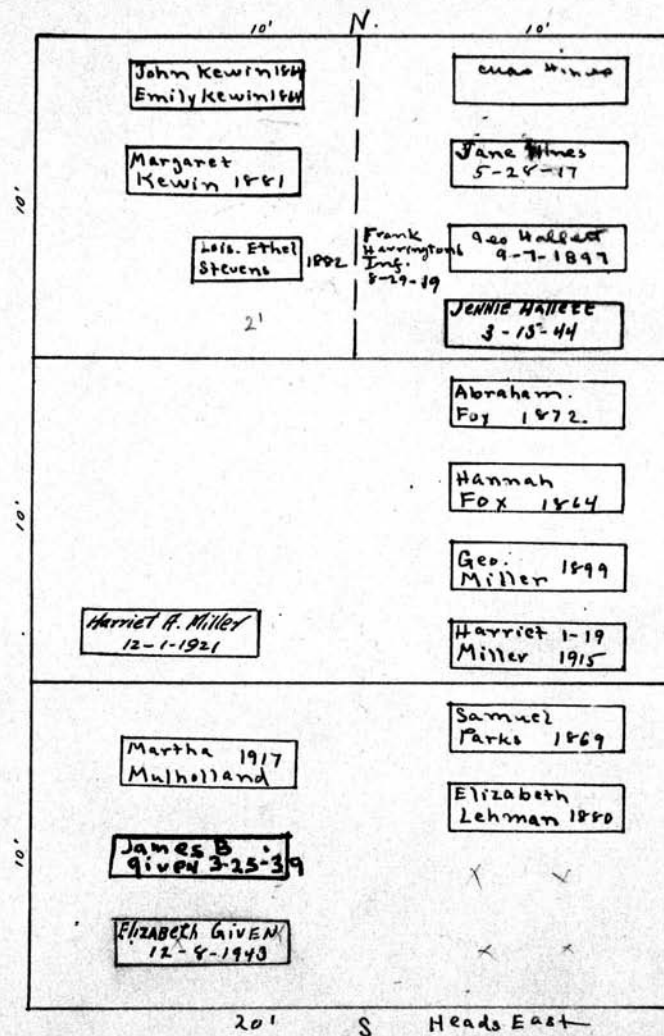 10' N. 10'
John Kewin 1864
Emily Kewin 1864
Chas Hines
Margaret
Kewin 1881
Jane Hines
5-28-17
10'
Lois. Ethel
Stevens 1882
Frank
Harringtons
Inf.
8-29-89
Geo Hallett
9-7-1897
2'
Jennie Hallett
3-15-44
Abraham.
Foy 1872.
10'
Hannah
Fox 1864
Geo.
Miller 1899
Harriet A. Miller
12-1-1921
Harriet 1-19
Miller 1915
Martha 1917
Mulholland
Samuel
Parks 1869
Elizabeth
Lehman 1880
10'
James B
given 3-25-39
X X
Elizabeth Given
12-8-1943
X X
20' S Heads East